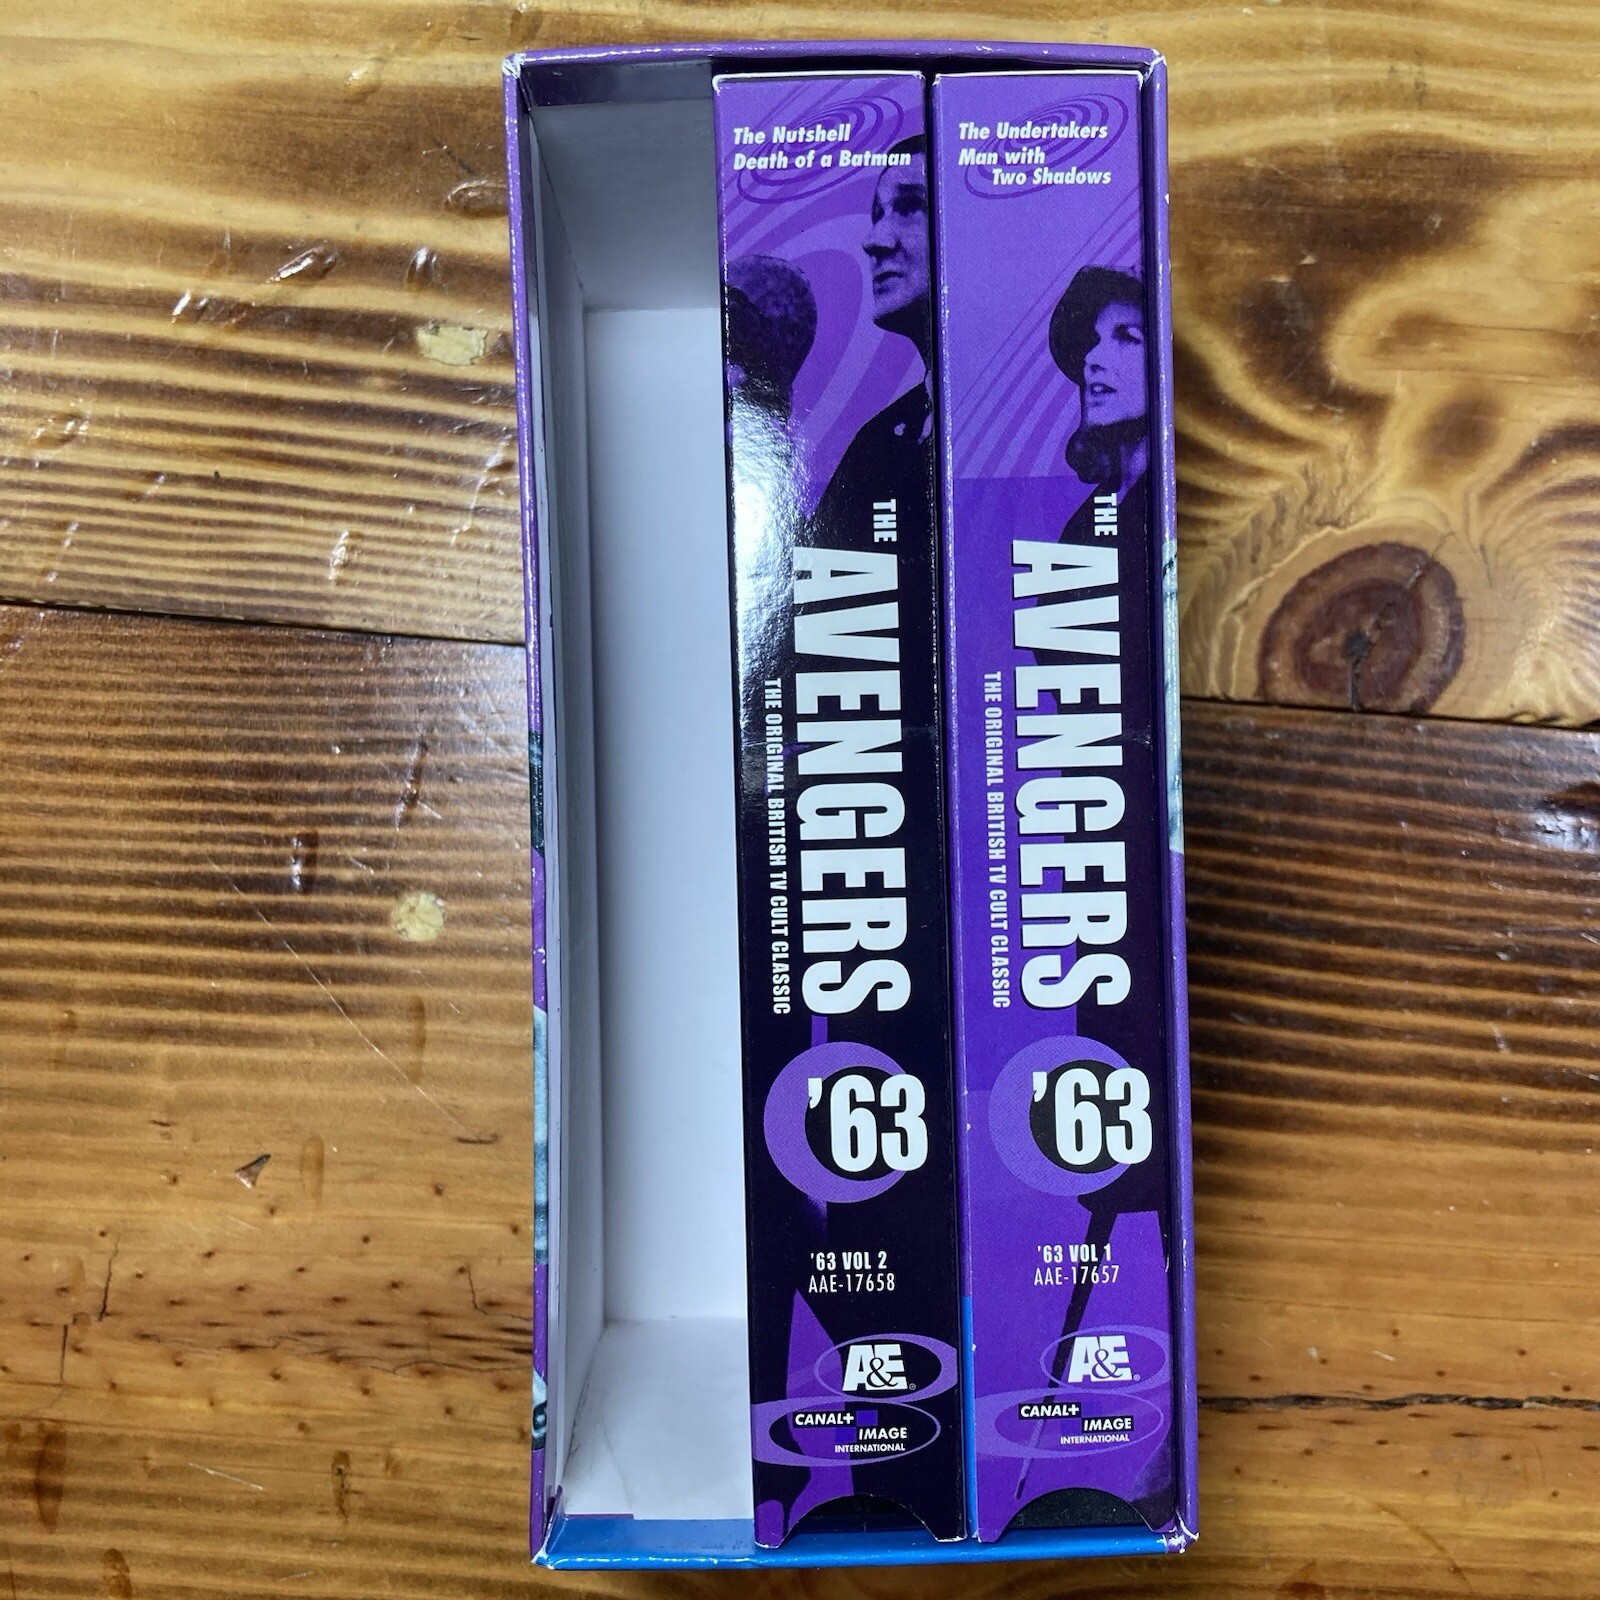 The Nutshell
Death of a Batman
THE
AVENGERS
THE ORIGINAL BRITISH TV CULT CLASSIC
'63
'63 VOL 2
AAE-17658
A&E
CANAL+
IMAGE
INTERNATIONAL
The Undertakers
Man with
Two Shadows
THE
AVENGERS
THE ORIGINAL BRITISH TV CULT CLASSIC
'63
'63 VOL 1
AAE-17657
A&E
CANAL+
IMAGE
INTERNATIONAL